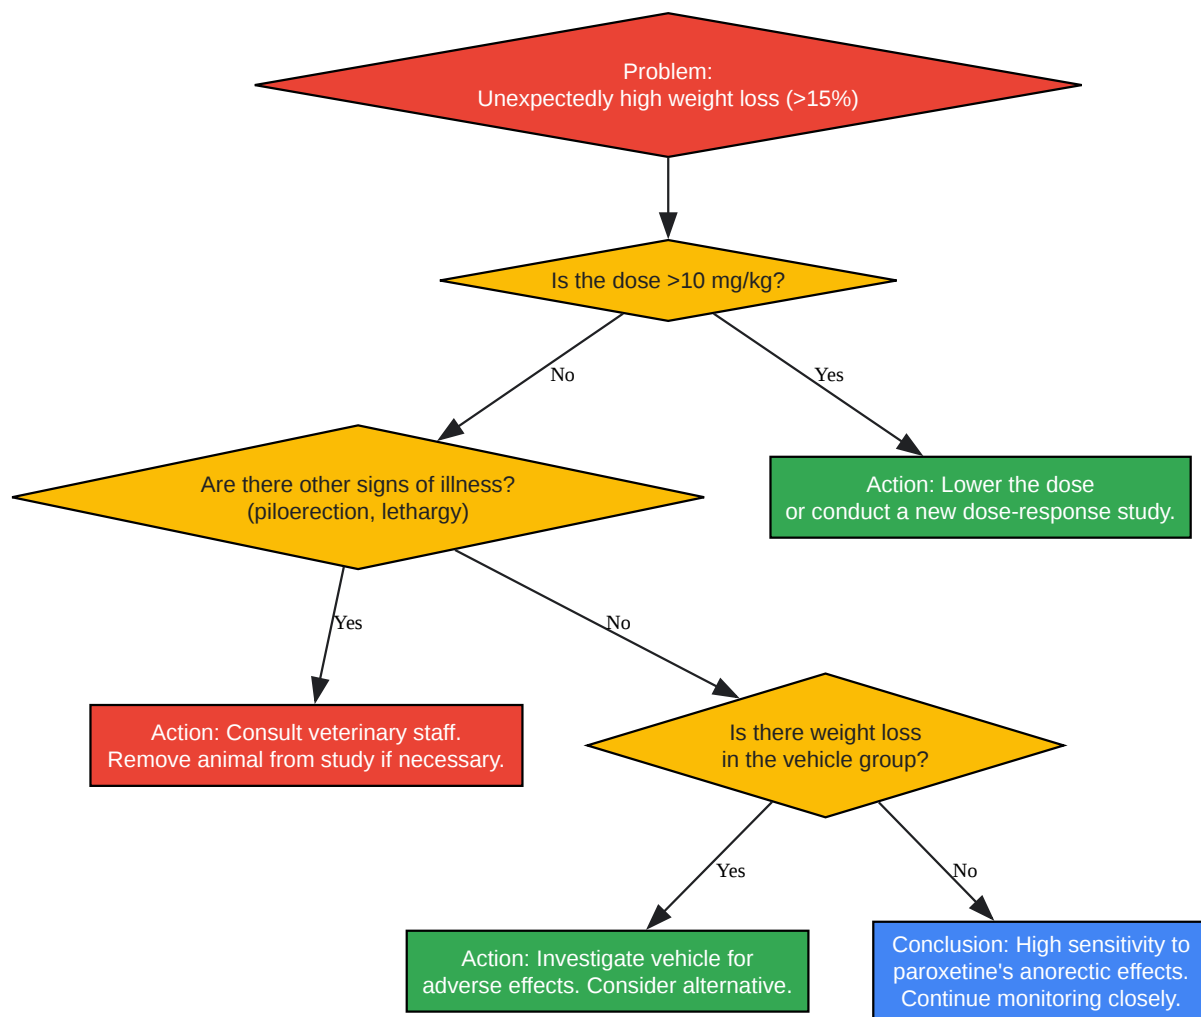 Problem:
Unexpectedly high weight loss (>15%)
Is the dose >10 mg/kg?
No
Yes
Are there other signs of illness?
(piloerection, lethargy)
Action: Lower the dose
or conduct a new dose-response study.
Yes
No
Action: Consult veterinary staff.
Remove animal from study if necessary.
Is there weight loss
in the vehicle group?
Yes
No
Action: Investigate vehicle for
adverse effects. Consider alternative.
Conclusion: High sensitivity to
paroxetine's anorectic effects.
Continue monitoring closely.